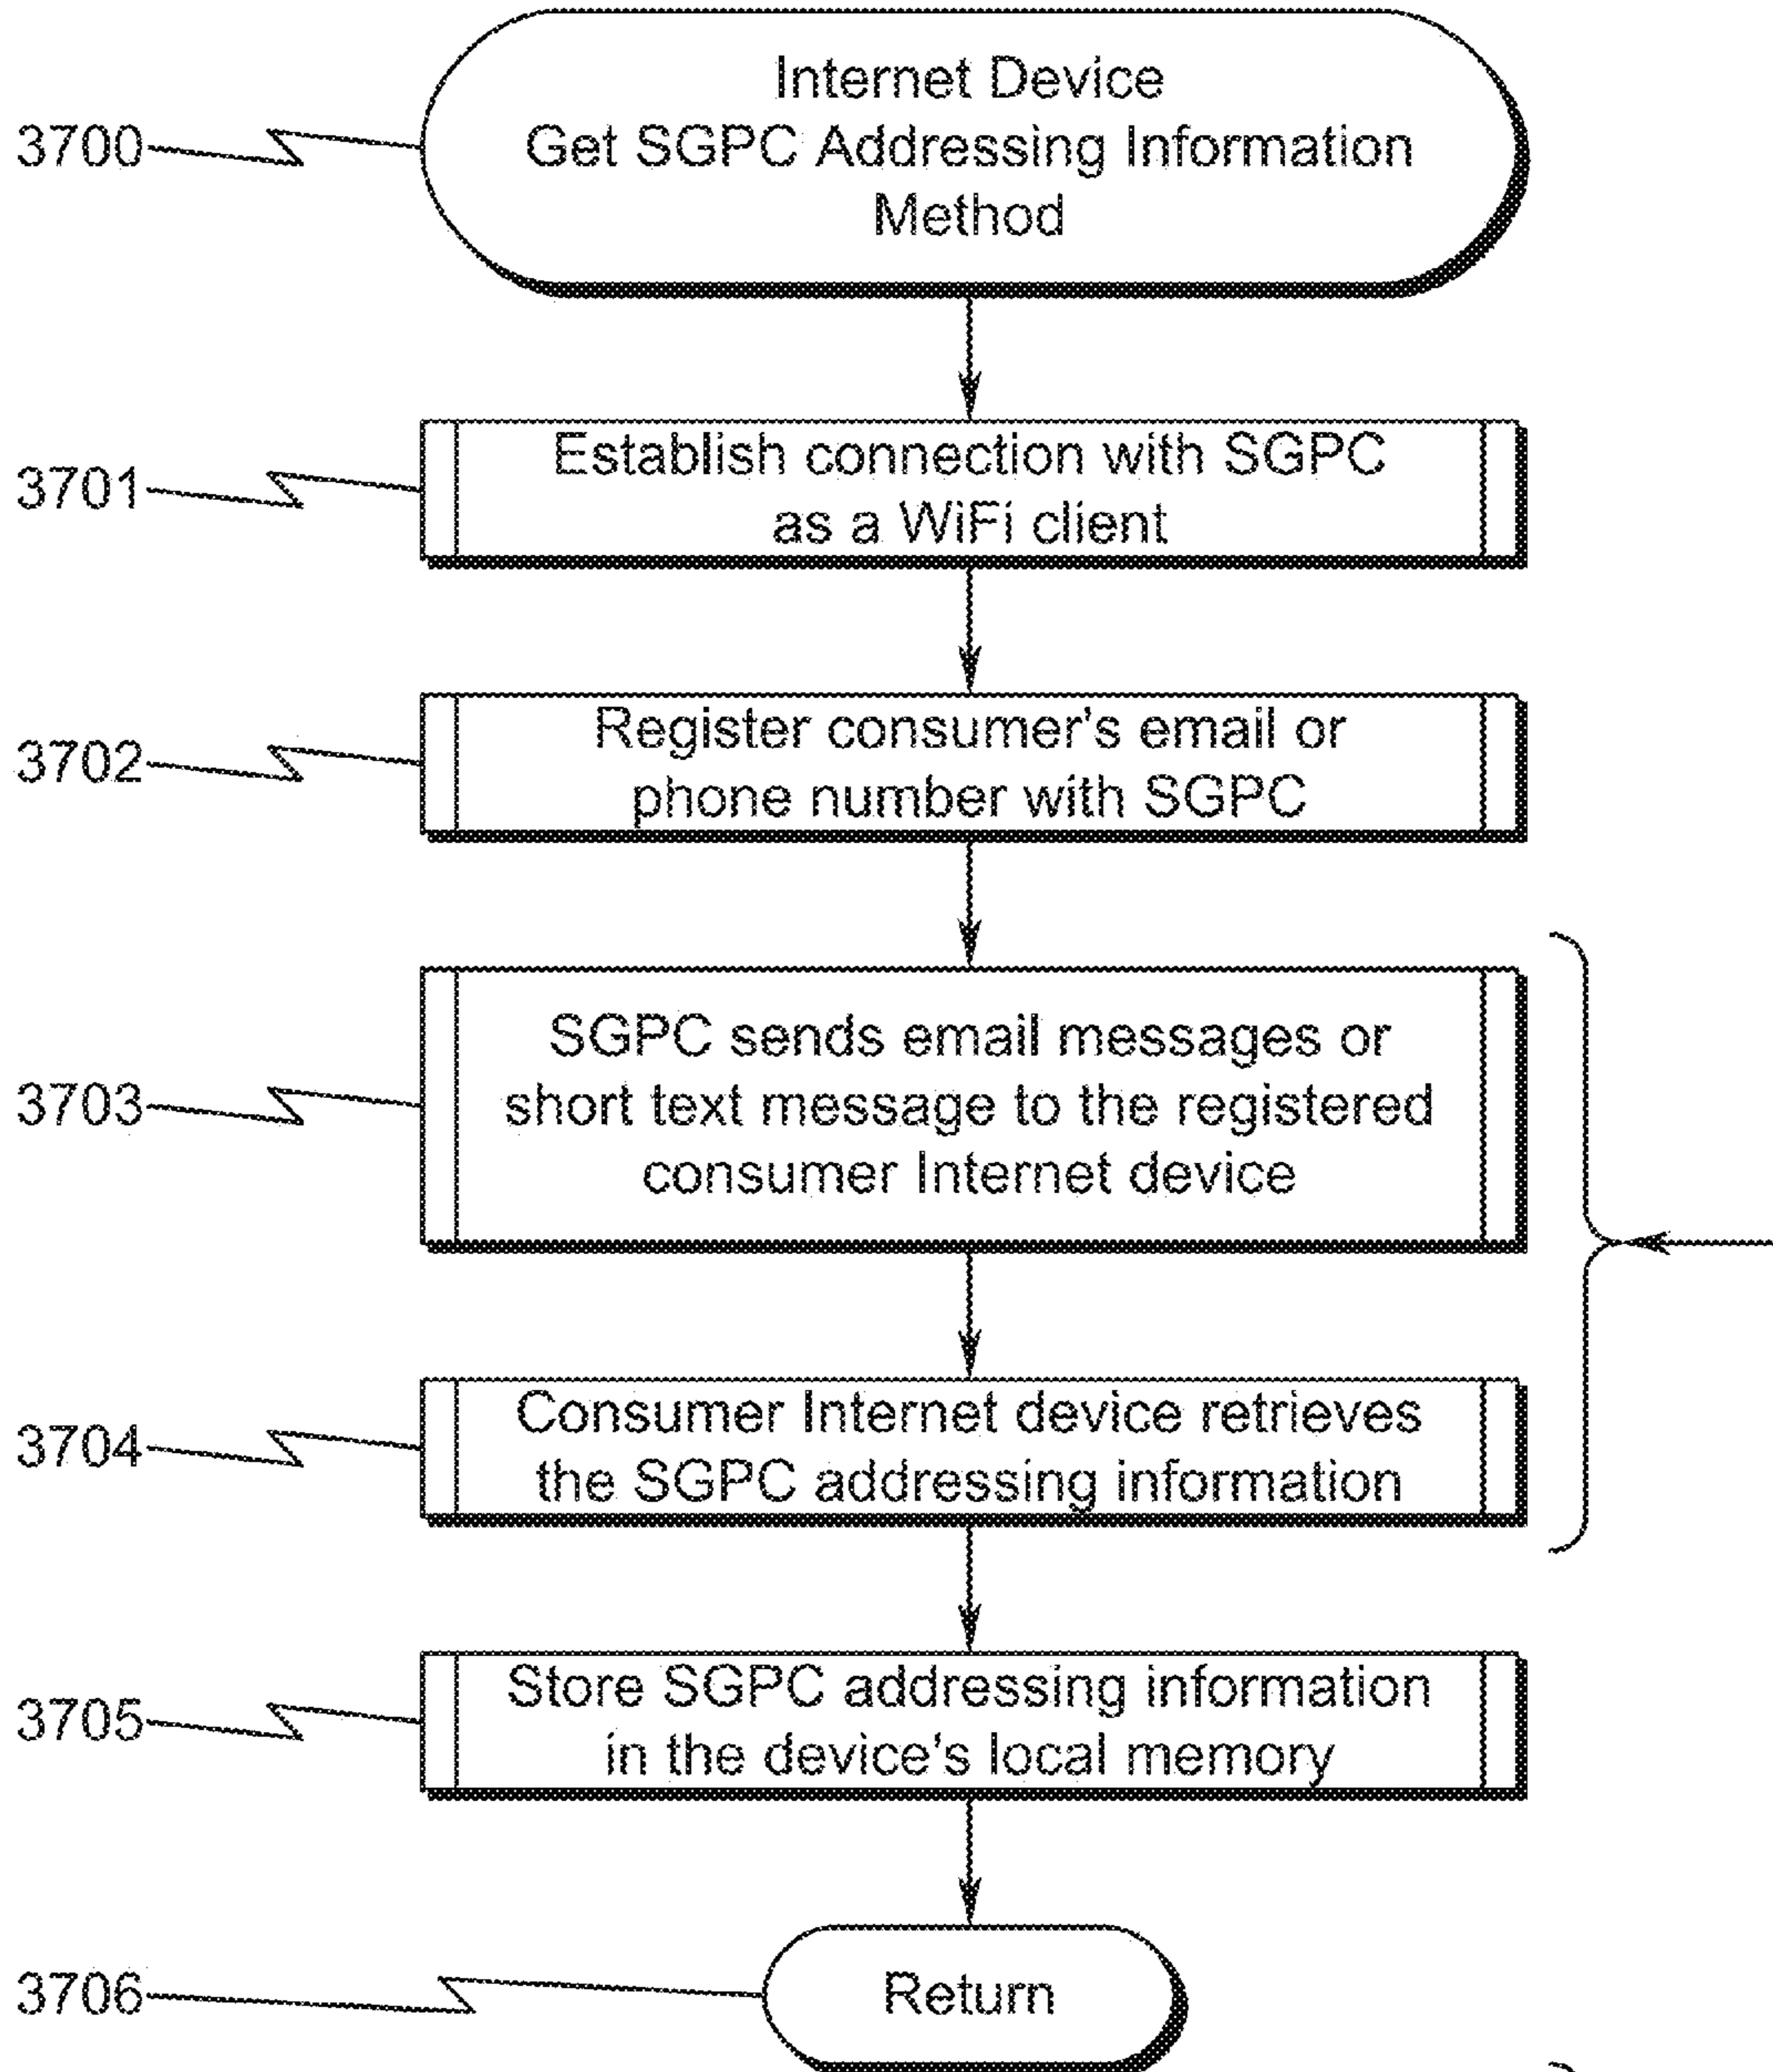 3700
Internet Device
Get SGPC Addressing Information
Method
3701
Establish connection with SGPC
as a WiFi client
3702
Register consumer's email or
phone number with SGPC
3703
SGPC sends email messages or
short text message to the registered
consumer Internet device
3704
Consumer Internet device retrieves
the SGPC addressing information
3705
Store SGPC addressing information
in the device's local memory
3706
Return